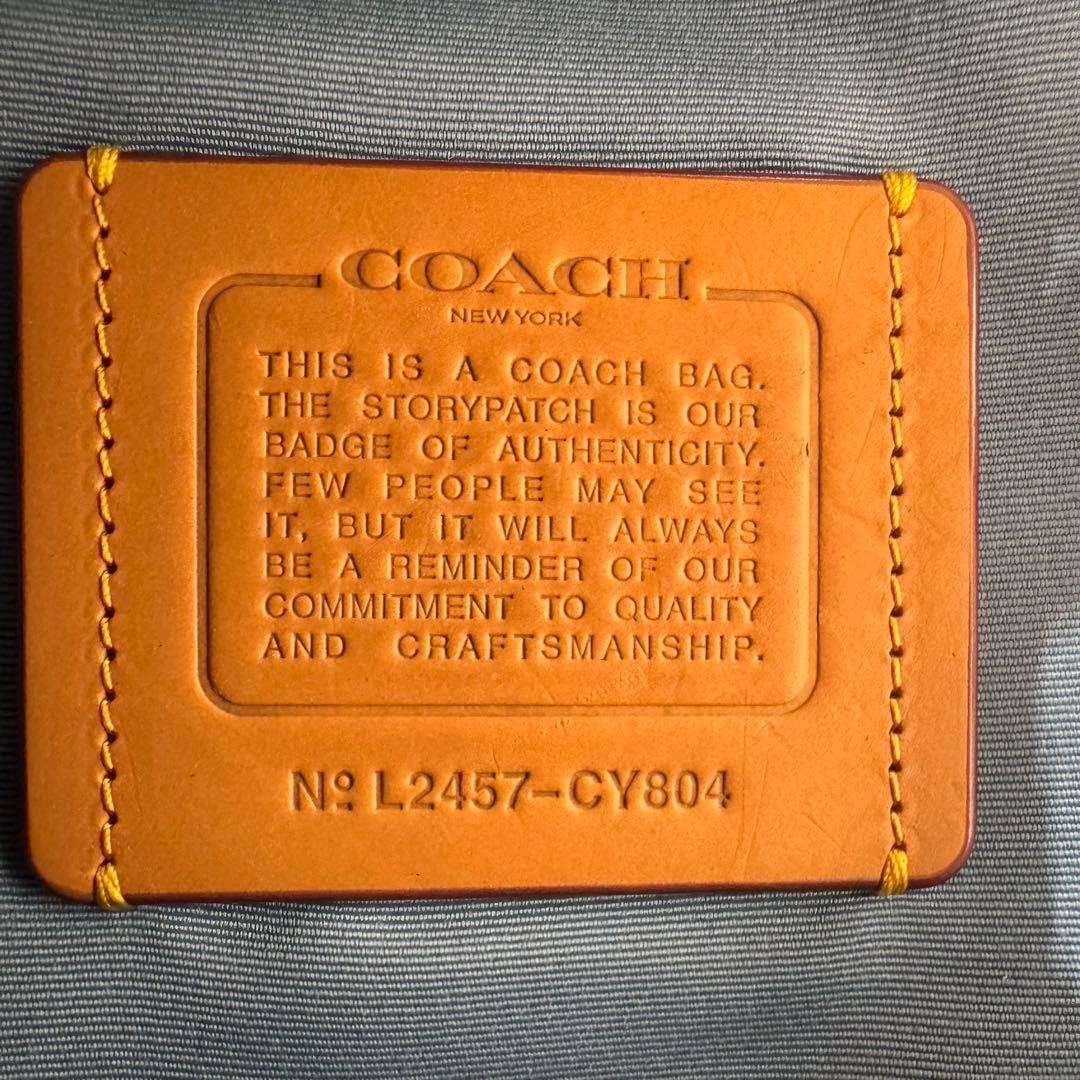 COACH
NEW YORK
THIS IS A COACH BAG.
THE STORYPATCH IS OUR
BADGE OF AUTHENTICITY.
FEW PEOPLE MAY SEE
IT, BUT IT WILL ALWAYS
BE A REMINDER OF OUR
COMMITMENT TO QUALITY
AND CRAFTSMANSHIP.
Nº L2457-CY804